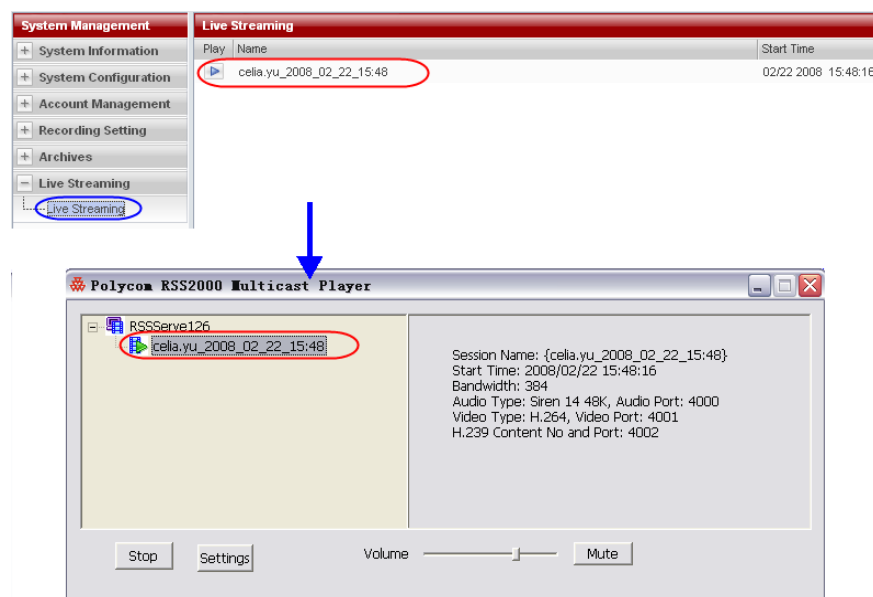 System Management
Live Streaming
System Information
Play Name Start Time
celia.yu_2008_02_22_15:48 02/22 2008 15:48:16
System Configuration
Account Management
Recording Setting
Archives
Live Streaming
Live Streaming
Polycom RSS2000 Multicast Player
RSSServe126
celia.yu_2008_02_22_15:48
Session Name: {celia.yu_2008_02_22_15:48}
Start Time: 2008/02/22 15:48:16
Bandwidth: 384
Audio Type: Siren 14 48K, Audio Port: 4000
Video Type: H.264, Video Port: 4001
H.239 Content No and Port: 4002
Stop Settings Volume Mute